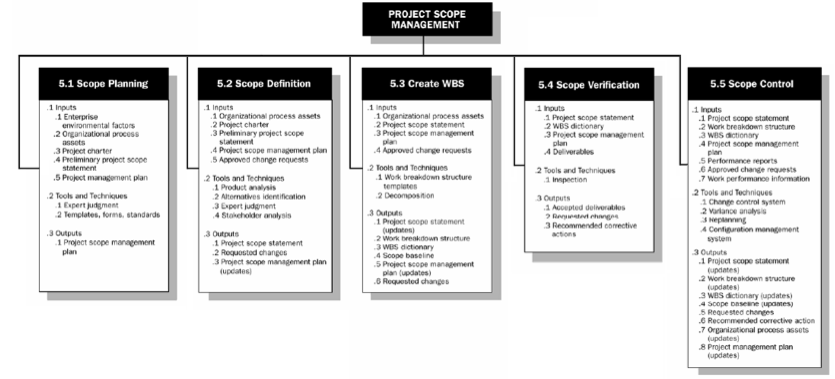 PROJECT SCOPE
MANAGEMENT
5.1 Scope Planning
.1 Inputs
.1 Enterprise
environmental factors
.2 Organizational process
assets
.3 Project charter
.4 Preliminary project scope
statement
.5 Project management plan
.2 Tools and Techniques
.1 Expert judgment
.2 Templates, forms, standards
.3 Outputs
.1 Project scope management
plan
5.2 Scope Definition
.1 Inputs
.1 Organizational process assets
.2 Project charter
.3 Preliminary project scope
statement
.4 Project scope management plan
.5 Approved change requests
.2 Tools and Techniques
.1 Product analysis
.2 Alternatives identification
.3 Expert judgment
.4 Stakeholder analysis
.3 Outputs
.1 Project scope statement
.2 Requested changes
.3 Project scope management plan
(updates)
5.3 Create WBS
.1 Inputs
.1 Organizational process assets
.2 Project scope statement
.3 Project scope management
plan
.4 Approved change requests
.2 Tools and Techniques
.1 Work breakdown structure
templates
.2 Decomposition
.3 Outputs
.1 Project scope statement
(updates)
.2 Work breakdown structure
.3 WBS dictionary
.4 Scope baseline
.5 Project scope management
plan (updates)
.6 Requested changes
5.4 Scope Verification
.1 Inputs
.1 Project scope statement
.2 WBS dictionary
.3 Project scope management
plan
.4 Deliverables
.2 Tools and Techniques
.1 Inspection
.3 Outputs
.1 Accepted deliverables
.2 Requested changes
.3 Recommended corrective
actions
5.5 Scope Control
.1 Inputs
.1 Project scope statement
.2 Work breakdown structure
.3 WBS dictionary
.4 Project scope management
plan
.5 Performance reports
.6 Approved change requests
.7 Work performance information
.2 Tools and Techniques
.1 Change control system
.2 Variance analysis
.3 Replanning
.4 Configuration management
system
.3 Outputs
.1 Project scope statement
(updates)
.2 Work breakdown structure
(updates)
.3 WBS dictionary (updates)
.4 Scope baseline (updates)
.5 Requested changes
.6 Recommended corrective action
.7 Organizational process assets
(updates)
.8 Project management plan
(updates)